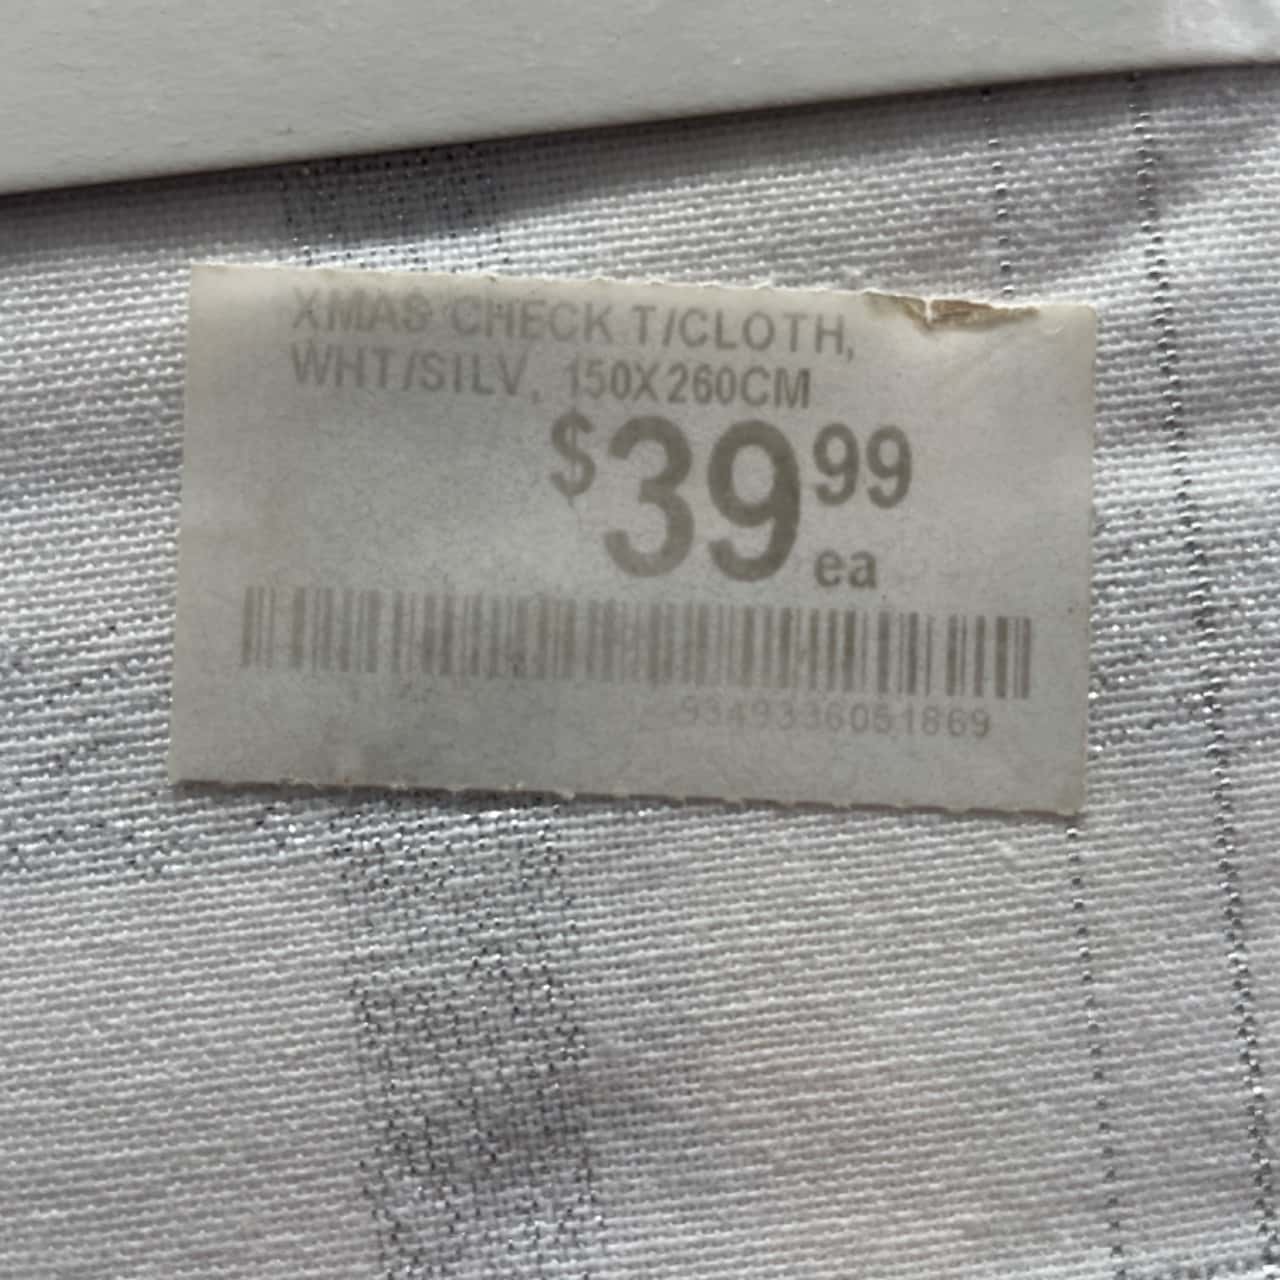 XMAS CHECK T/CLOTH,
WHT/SILV, 150X260CM
$39 99
ea
9349336051869